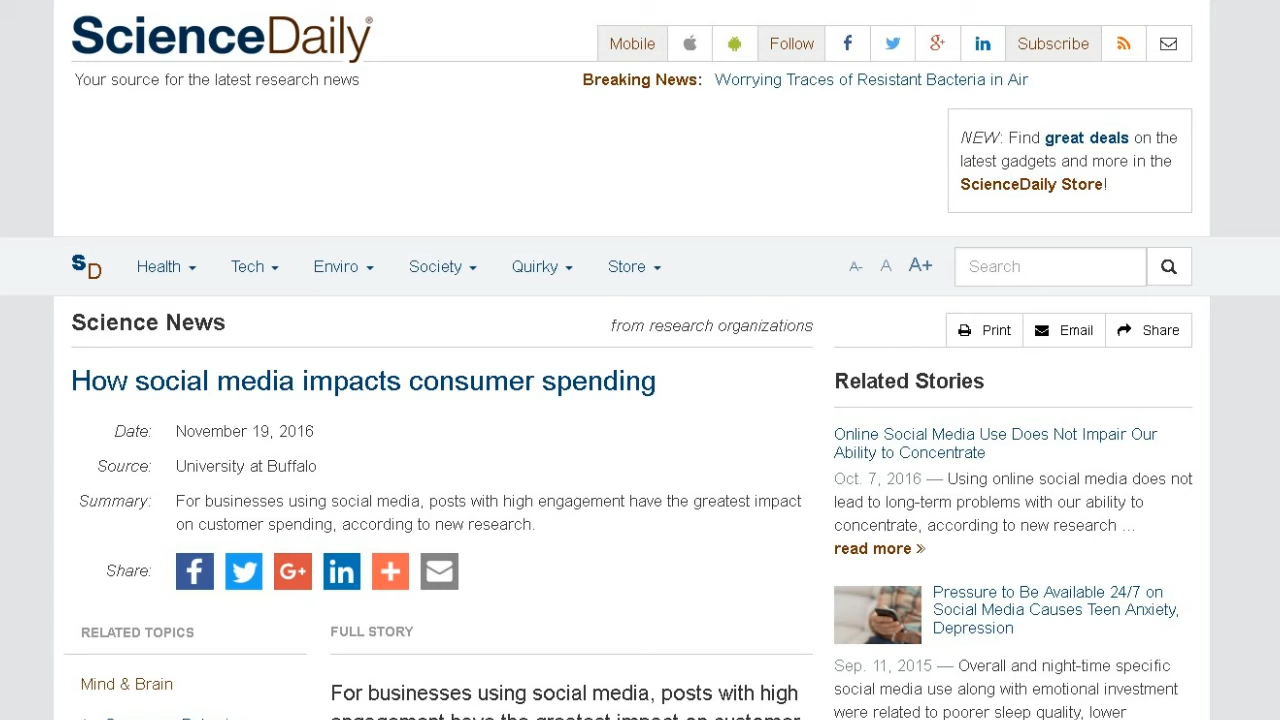 ScienceDaily®
Mobile Follow Subscribe
Your source for the latest research news
Breaking News: Worrying Traces of Resistant Bacteria in Air
NEW: Find great deals on the
latest gadgets and more in the
ScienceDaily Store!
SD Health Tech Enviro Society Quirky Store A- A A+ Search
Science News
from research organizations
Print Email Share
How social media impacts consumer spending
Date: November 19, 2016
Source: University at Buffalo
Summary: For businesses using social media, posts with high engagement have the greatest impact
on customer spending, according to new research.
Share:
RELATED TOPICS
Mind & Brain
FULL STORY
For businesses using social media, posts with high
engagement have the greatest impact on customer
Related Stories
Online Social Media Use Does Not Impair Our
Ability to Concentrate
Oct. 7, 2016 — Using online social media does not
lead to long-term problems with our ability to
concentrate, according to new research ...
read more »
Pressure to Be Available 24/7 on
Social Media Causes Teen Anxiety,
Depression
Sep. 11, 2015 — Overall and night-time specific
social media use along with emotional investment
were related to poorer sleep quality, lower